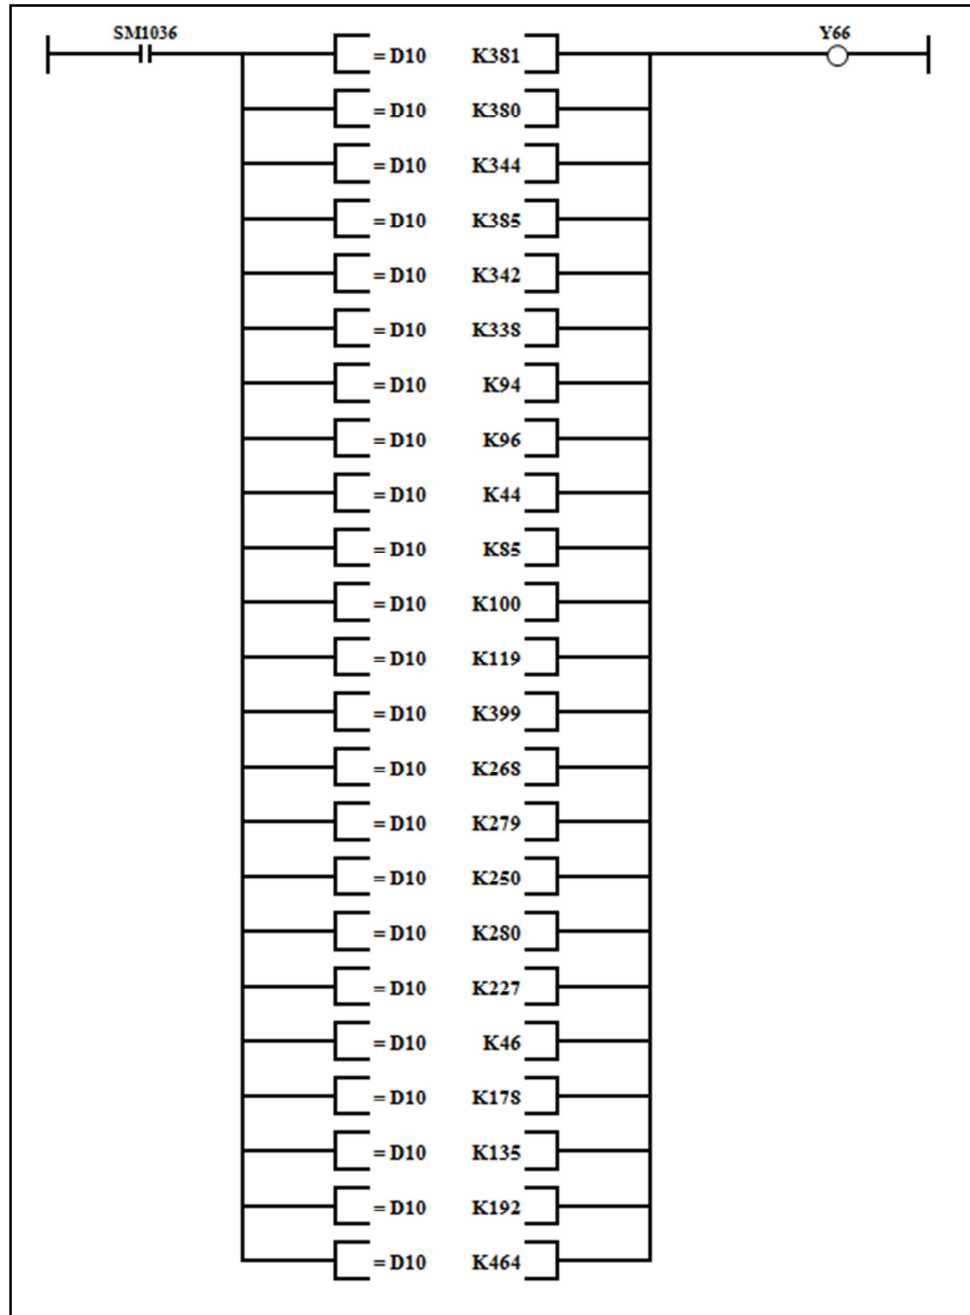 SM1036 Y66
= D10 K381
= D10 K380
= D10 K344
= D10 K385
= D10 K342
= D10 K338
= D10 K94
= D10 K96
= D10 K44
= D10 K85
= D10 K100
= D10 K119
= D10 K399
= D10 K268
= D10 K279
= D10 K250
= D10 K280
= D10 K227
= D10 K46
= D10 K178
= D10 K135
= D10 K192
= D10 K464